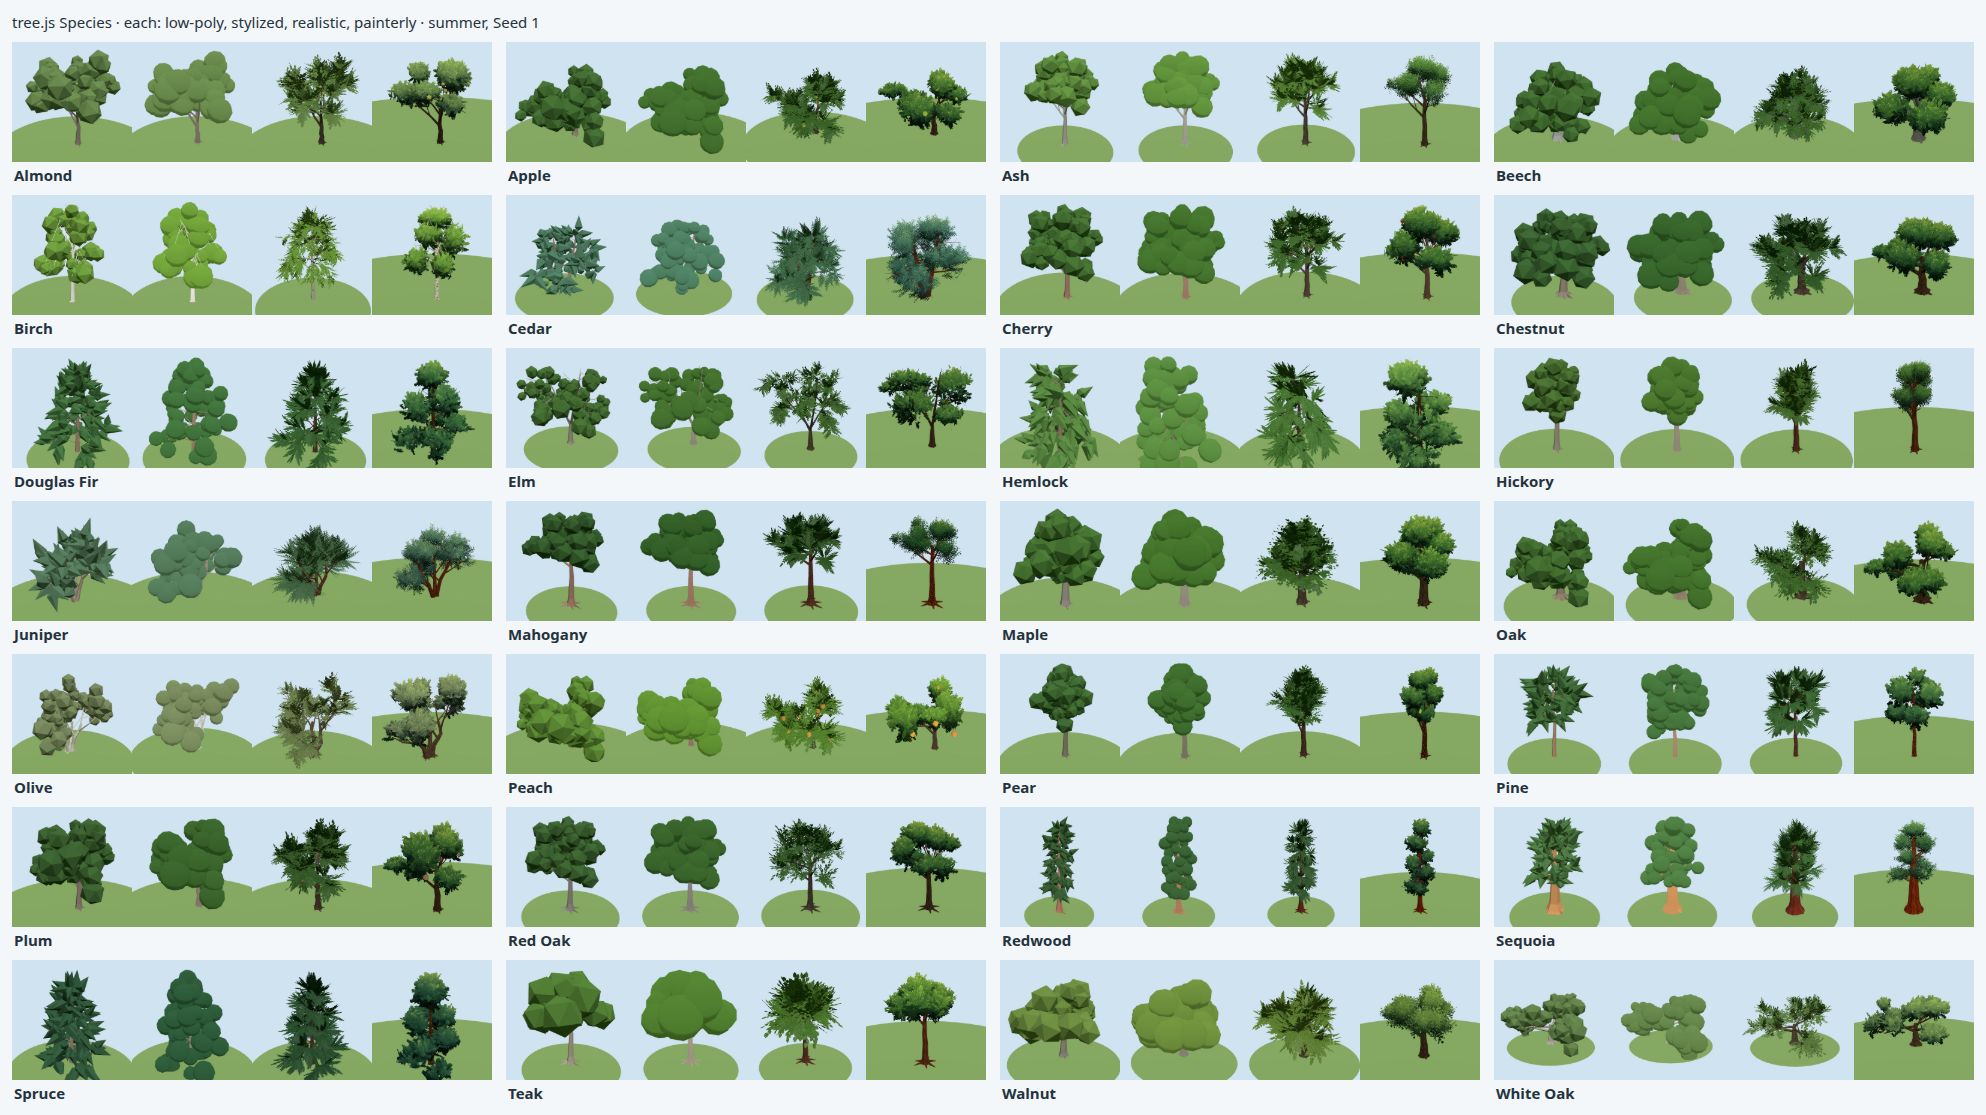 tree.js Species · each: low-poly, stylized, realistic, painterly · summer, Seed 1
Almond
Apple
Ash
Beech
Birch
Cedar
Cherry
Chestnut
Douglas Fir
Elm
Hemlock
Hickory
Juniper
Mahogany
Maple
Oak
Olive
Peach
Pear
Pine
Plum
Red Oak
Redwood
Sequoia
Spruce
Teak
Walnut
White Oak